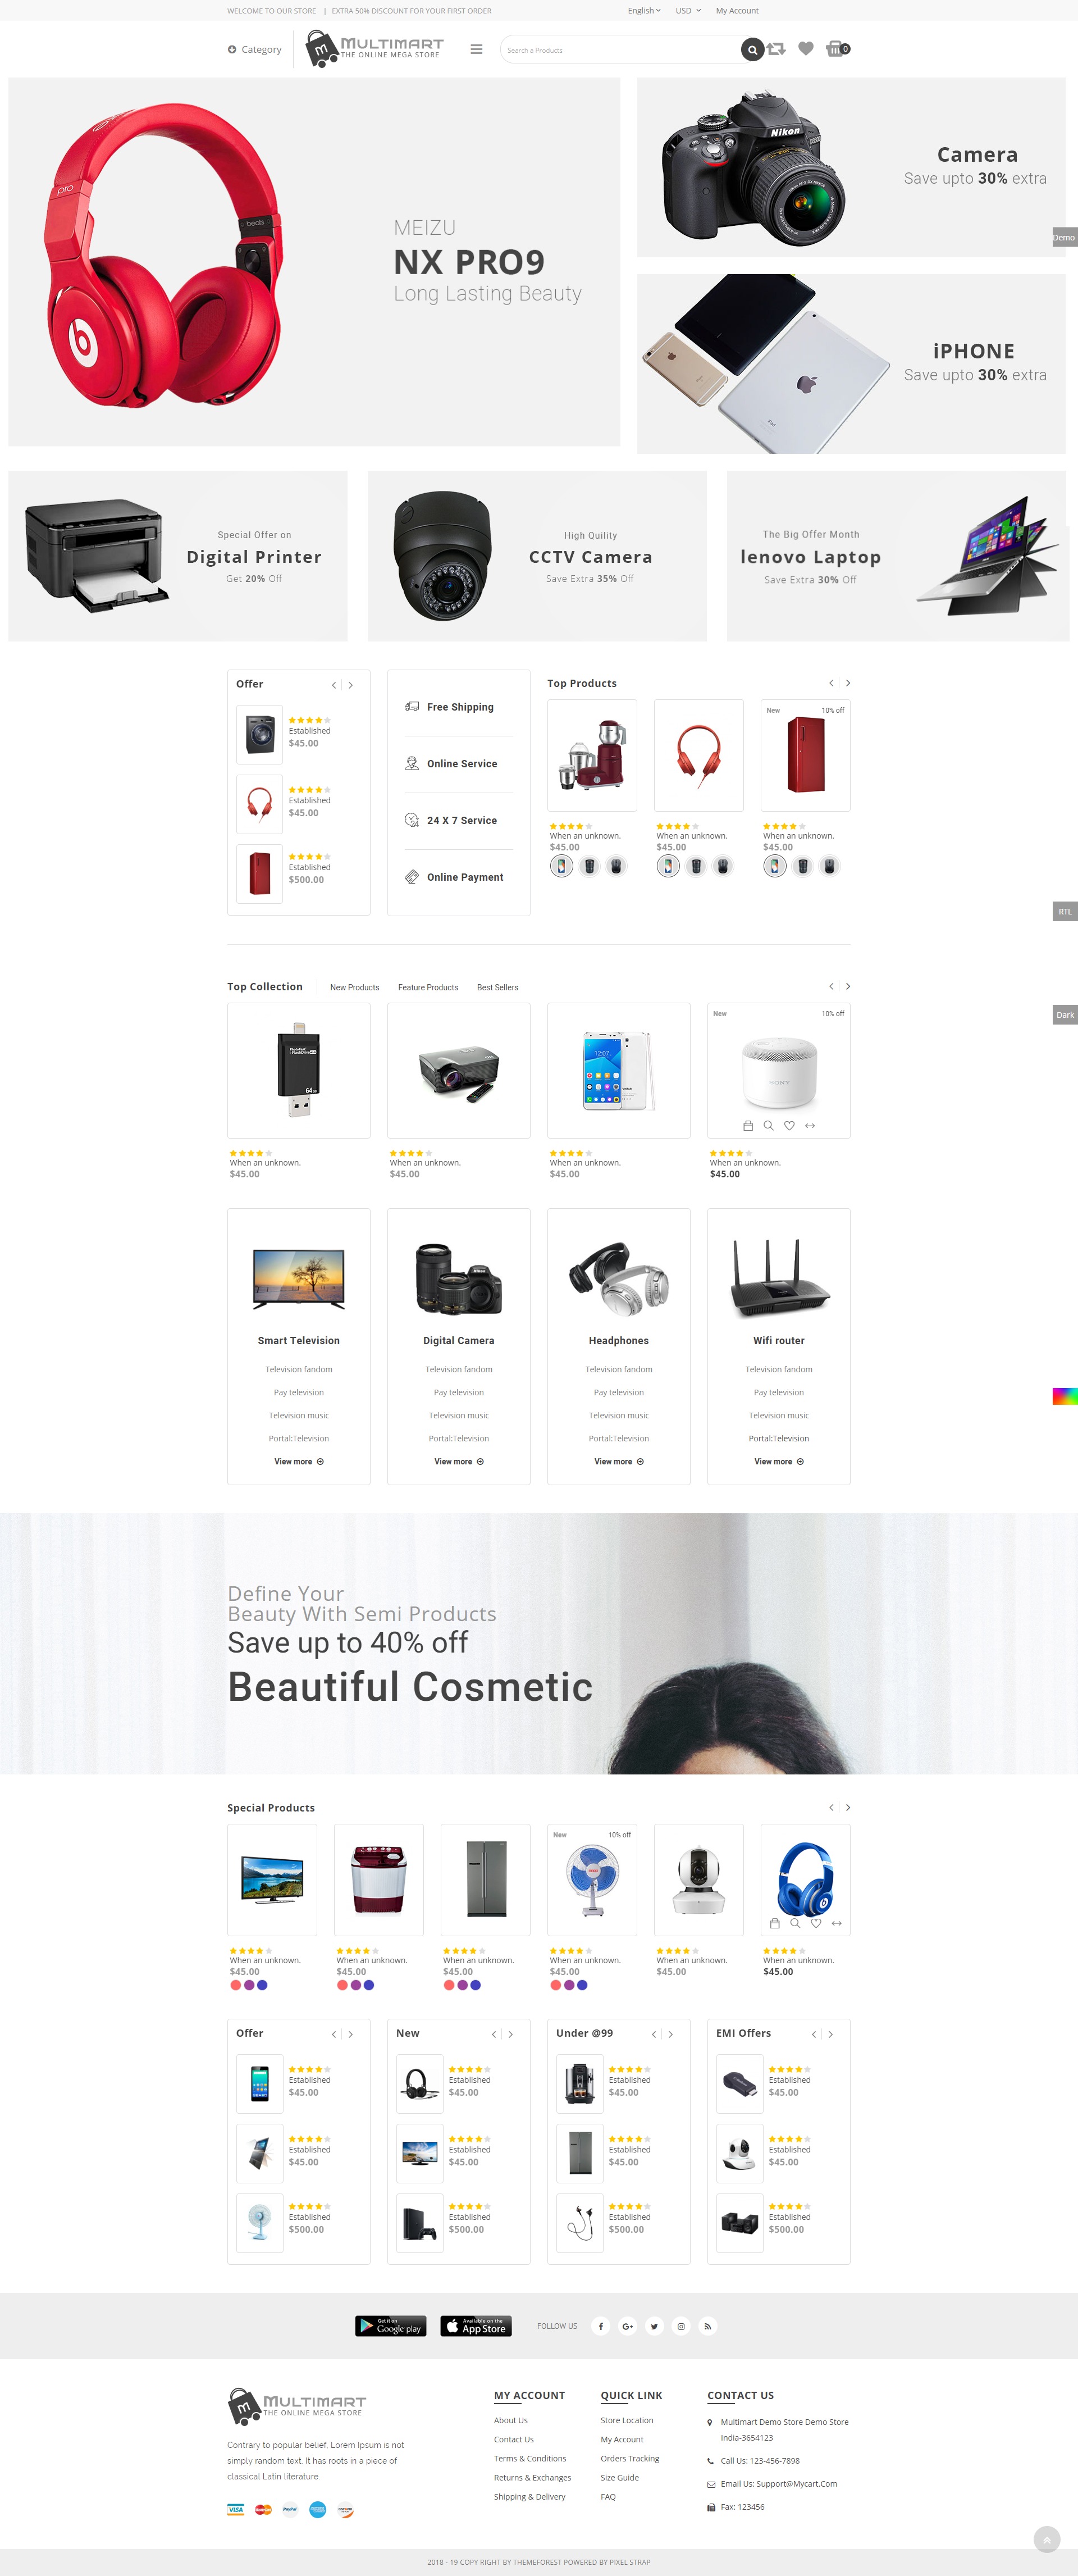 WELCOME TO OUR STORE | EXTRA 50% DISCOUNT FOR YOUR FIRST ORDER
English USD My Account
Category
MULTIMART
THE ONLINE MEGA STORE
Search a Products
0
pro
beats
MEIZU
NX PRO9
Long Lasting Beauty
Nikon
Camera
Save upto 30% extra
Demo
iPad
iPHONE
Save upto 30% extra
Special Offer on
Digital Printer
Get 20% Off
High Quility
CCTV Camera
Save Extra 35% Off
The Big Offer Month
lenovo Laptop
Save Extra 30% Off
Offer
Established
$45.00
Established
$45.00
Established
$500.00
Free Shipping
Online Service
24 X 7 Service
Online Payment
Top Products
New 10% off
When an unknown.
$45.00
When an unknown.
$45.00
When an unknown.
$45.00
RTL
Top Collection New Products Feature Products Best Sellers
Dark
64
12:07
New 10% off
SONY
When an unknown.
$45.00
When an unknown.
$45.00
When an unknown.
$45.00
When an unknown.
$45.00
Smart Television
Television fandom
Pay television
Television music
Portal:Television
View more
Digital Camera
Television fandom
Pay television
Television music
Portal:Television
View more
Headphones
Television fandom
Pay television
Television music
Portal:Television
View more
Wifi router
Television fandom
Pay television
Television music
Portal:Television
View more
Define Your
Beauty With Semi Products
Save up to 40% off
Beautiful Cosmetic
Special Products
New 10% off
When an unknown.
$45.00
When an unknown.
$45.00
When an unknown.
$45.00
When an unknown.
$45.00
When an unknown.
$45.00
When an unknown.
$45.00
Offer
Established
$45.00
Established
$45.00
Established
$500.00
New
Established
$45.00
Established
$45.00
Established
$500.00
Under @99
Established
$45.00
Established
$45.00
Established
$500.00
EMI Offers
Established
$45.00
Established
$45.00
Established
$500.00
Get it on
Google play
Available on the
App Store
FOLLOW US
MULTIMART
THE ONLINE MEGA STORE
Contrary to popular belief, Lorem Ipsum is not
simply random text. It has roots in a piece of
classical Latin literature.
VISA
PayPal
MY ACCOUNT
About Us
Contact Us
Terms & Conditions
Returns & Exchanges
Shipping & Delivery
QUICK LINK
Store Location
My Account
Orders Tracking
Size Guide
FAQ
CONTACT US
Multimart Demo Store Demo Store
India-3654123
Call Us: 123-456-7898
Email Us: Support@Mycart.Com
Fax: 123456
2018 - 19 COPY RIGHT BY THEMEFOREST POWERED BY PIXEL STRAP